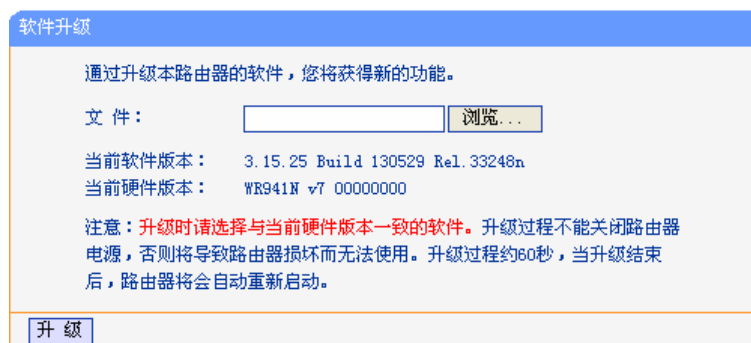 软件升级
通过升级本路由器的软件，您将获得新的功能。
文 件： 浏览...
当前软件版本： 3.15.25 Build 130529 Rel.33248n
当前硬件版本： WR941N v7 00000000
注意：升级时请选择与当前硬件版本一致的软件。升级过程不能关闭路由器
电源，否则将导致路由器损坏而无法使用。升级过程约60秒，当升级结束
后，路由器将会自动重新启动。
升 级